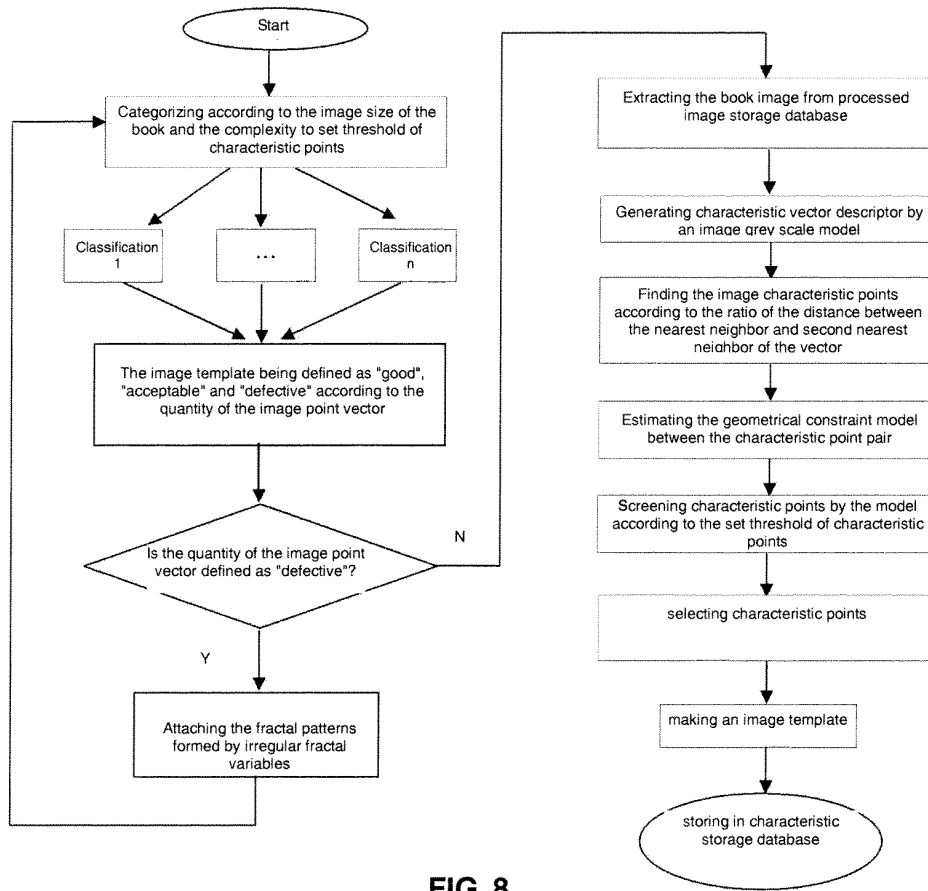 Start
Categorizing according to the image size of the
book and the complexity to set threshold of
characteristic points
Classification
1
...
Classification
n
The image template being defined as "good",
"acceptable" and "defective" according to the
quantity of the image point vector
Is the quantity of the image point
vector defined as "defective"?
N
Y
Attaching the fractal patterns
formed by irregular fractal
variables
Extracting the book image from processed
image storage database
Generating characteristic vector descriptor by
an image grey scale model
Finding the image characteristic points
according to the ratio of the distance between
the nearest neighbor and second nearest
neighbor of the vector
Estimating the geometrical constraint model
between the characteristic point pair
Screening characteristic points by the model
according to the set threshold of characteristic
points
selecting characteristic points
making an image template
storing in characteristic
storage database
FIG. 8